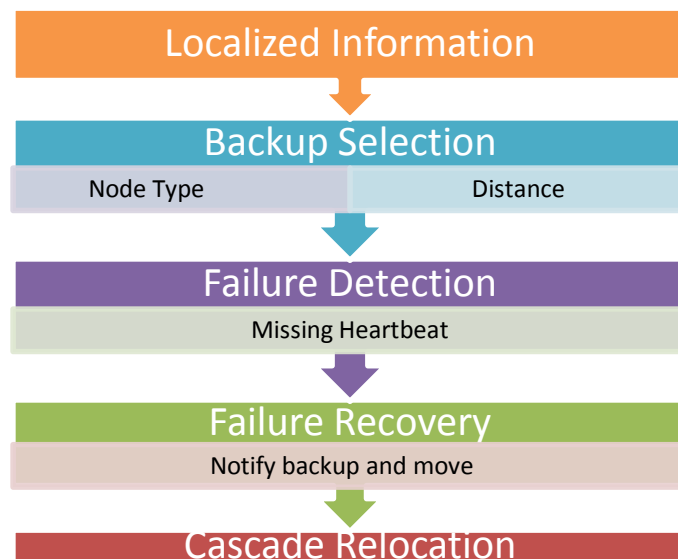 Localized Information
Backup Selection
Node Type
Distance
Failure Detection
Missing Heartbeat
Failure Recovery
Notify backup and move
Cascade Relocation